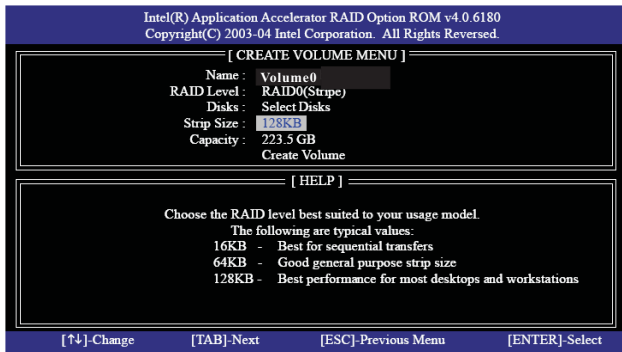 Intel(R) Application Accelerator RAID Option ROM v4.0.6180
Copyright(C) 2003-04 Intel Corporation. All Rights Reversed.
[ CREATE VOLUME MENU ]
Name : Volume0
RAID Level : RAID0(Stripe)
Disks : Select Disks
Strip Size : 128KB
Capacity : 223.5 GB
Create Volume
[ HELP ]
Choose the RAID level best suited to your usage model.
The following are typical values:
16KB - Best for sequential transfers
64KB - Good general purpose strip size
128KB - Best performance for most desktops and workstations
[↑↓]-Change [TAB]-Next [ESC]-Previous Menu [ENTER]-Select